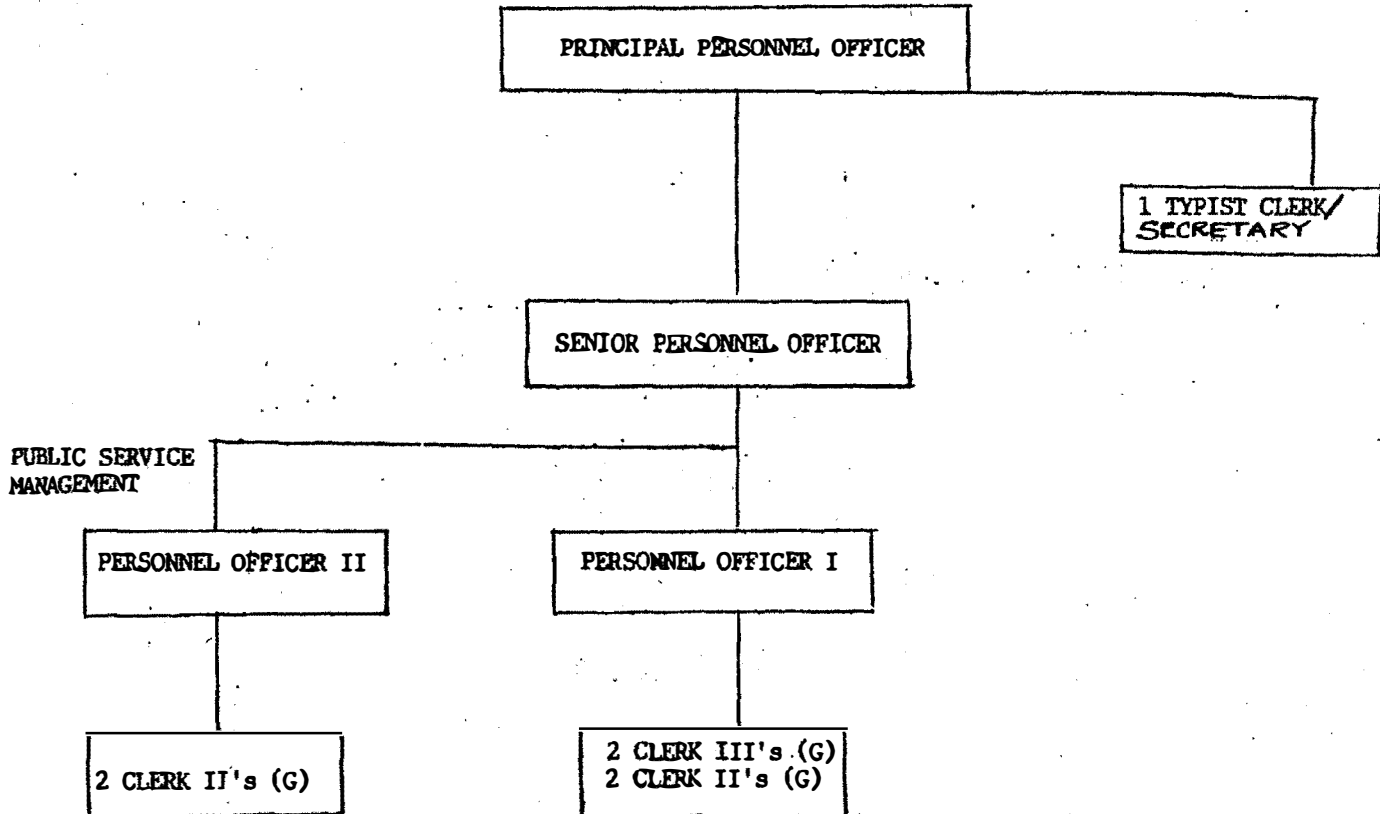 PRINCIPAL PERSONNEL OFFICER
1 TYPIST CLERK/
SECRETARY
SENIOR PERSONNEL OFFICER
PUBLIC SERVICE
MANAGEMENT
PERSONNEL OFFICER II
PERSONNEL OFFICER I
2 CLERK II's (G)
2 CLERK III's (G)
2 CLERK II's (G)